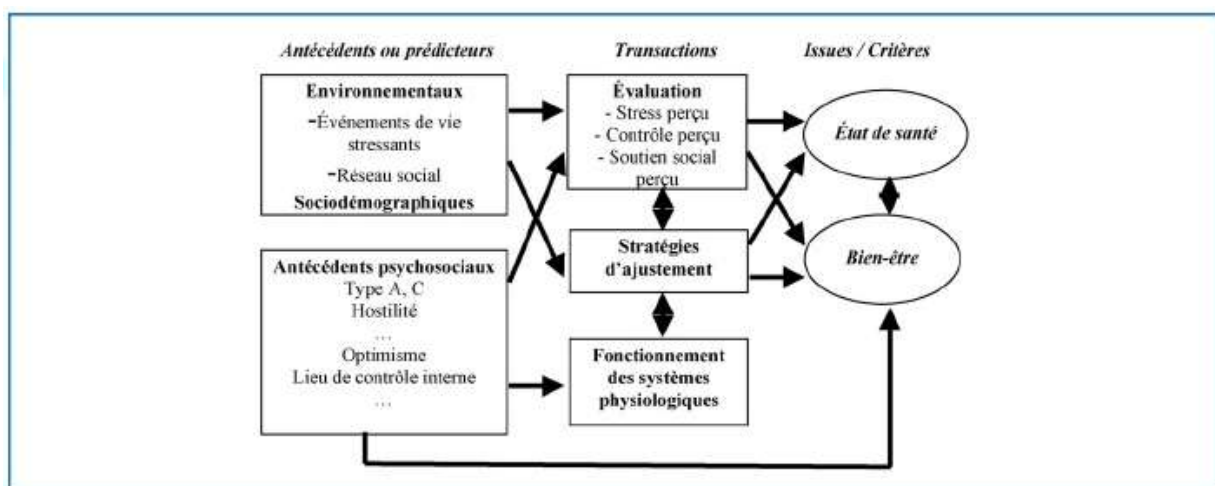 Antécédents ou prédicteurs
Transactions
Issues / Critères
Environnementaux
-Événements de vie
stressants
-Réseau social
Sociodémographiques
Évaluation
- Stress perçu
- Contrôle perçu
- Soutien social
perçu
État de santé
Antécédents psychosociaux
Type A, C
Hostilité
…
Optimisme
Lieu de contrôle interne
…
Stratégies
d’ajustement
Bien-être
Fonctionnement
des systèmes
physiologiques